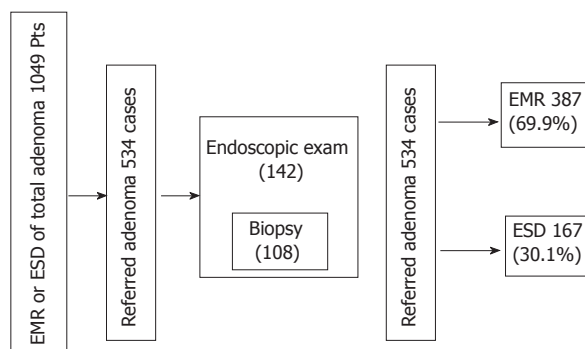 EMR or ESD of total adenoma 1049 Pts
Referred adenoma 534 cases
Endoscopic exam
(142)
Biopsy
(108)
Referred adenoma 534 cases
EMR 387
(69.9%)
ESD 167
(30.1%)